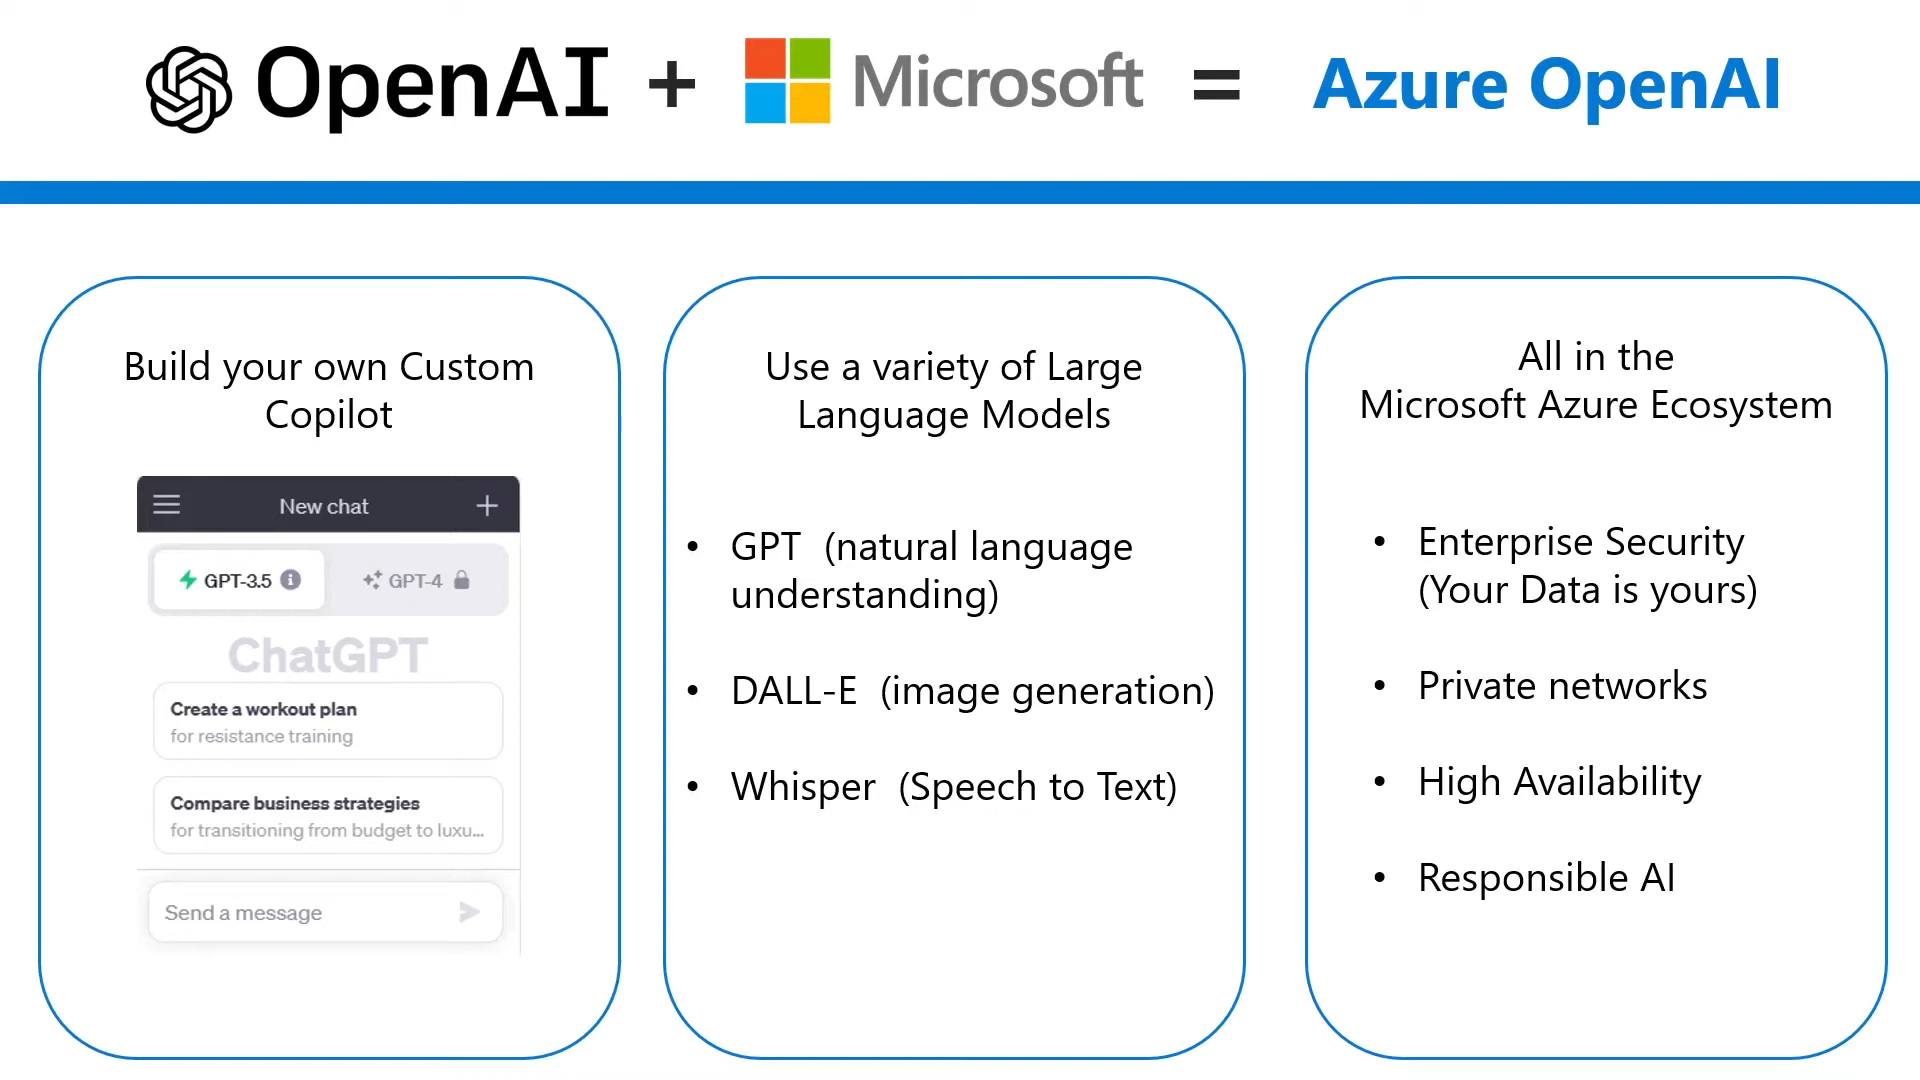 OpenAI + Microsoft = Azure OpenAI
Build your own Custom
Copilot
New chat
GPT-3.5
GPT-4
ChatGPT
Create a workout plan
for resistance training
Compare business strategies
for transitioning from budget to luxu...
Send a message
Use a variety of Large
Language Models
• GPT (natural language
understanding)
• DALL-E (image generation)
• Whisper (Speech to Text)
All in the
Microsoft Azure Ecosystem
• Enterprise Security
(Your Data is yours)
• Private networks
• High Availability
• Responsible AI